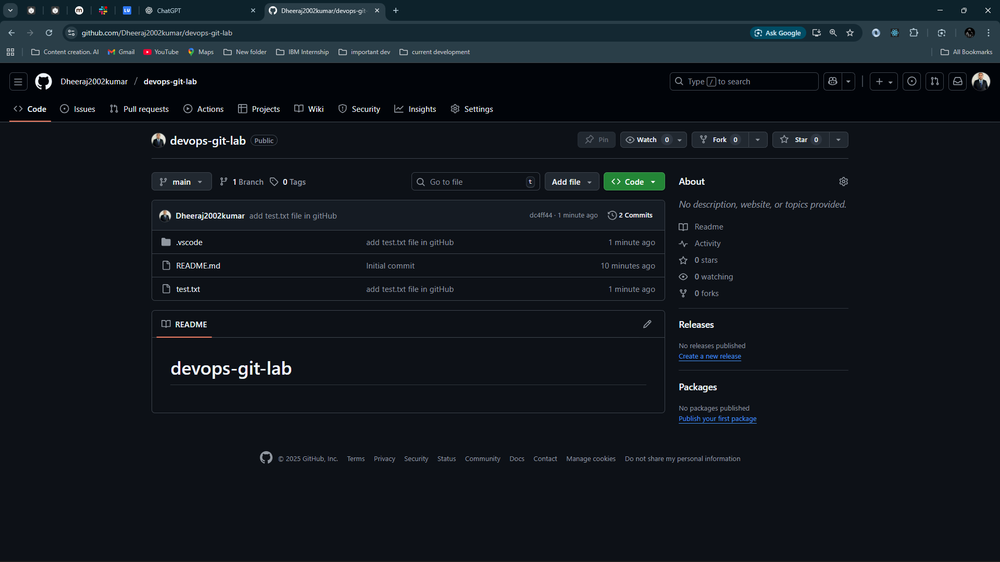 ChatGPT
Dheeraj2002kumar/devops-git-
github.com/Dheeraj2002kumar/devops-git-lab
Ask Google
Content creation. AI
Gmail
YouTube
Maps
New folder
IBM Internship
important dev
current development
All Bookmarks
Dheeraj2002kumar / devops-git-lab
Type / to search
Code
Issues
Pull requests
Actions
Projects
Wiki
Security
Insights
Settings
devops-git-lab Public
Pin
Watch 0
Fork 0
Star 0
main
1 Branch
0 Tags
Go to file t
Add file
Code
Dheeraj2002kumar add test.txt file in gitHub dc4ff44 · 1 minute ago 2 Commits
.vscode add test.txt file in gitHub 1 minute ago
README.md Initial commit 10 minutes ago
test.txt add test.txt file in gitHub 1 minute ago
README
devops-git-lab
About
No description, website, or topics provided.
Readme
Activity
0 stars
0 watching
0 forks
Releases
No releases published
Create a new release
Packages
No packages published
Publish your first package
© 2025 GitHub, Inc. Terms Privacy Security Status Community Docs Contact Manage cookies Do not share my personal information